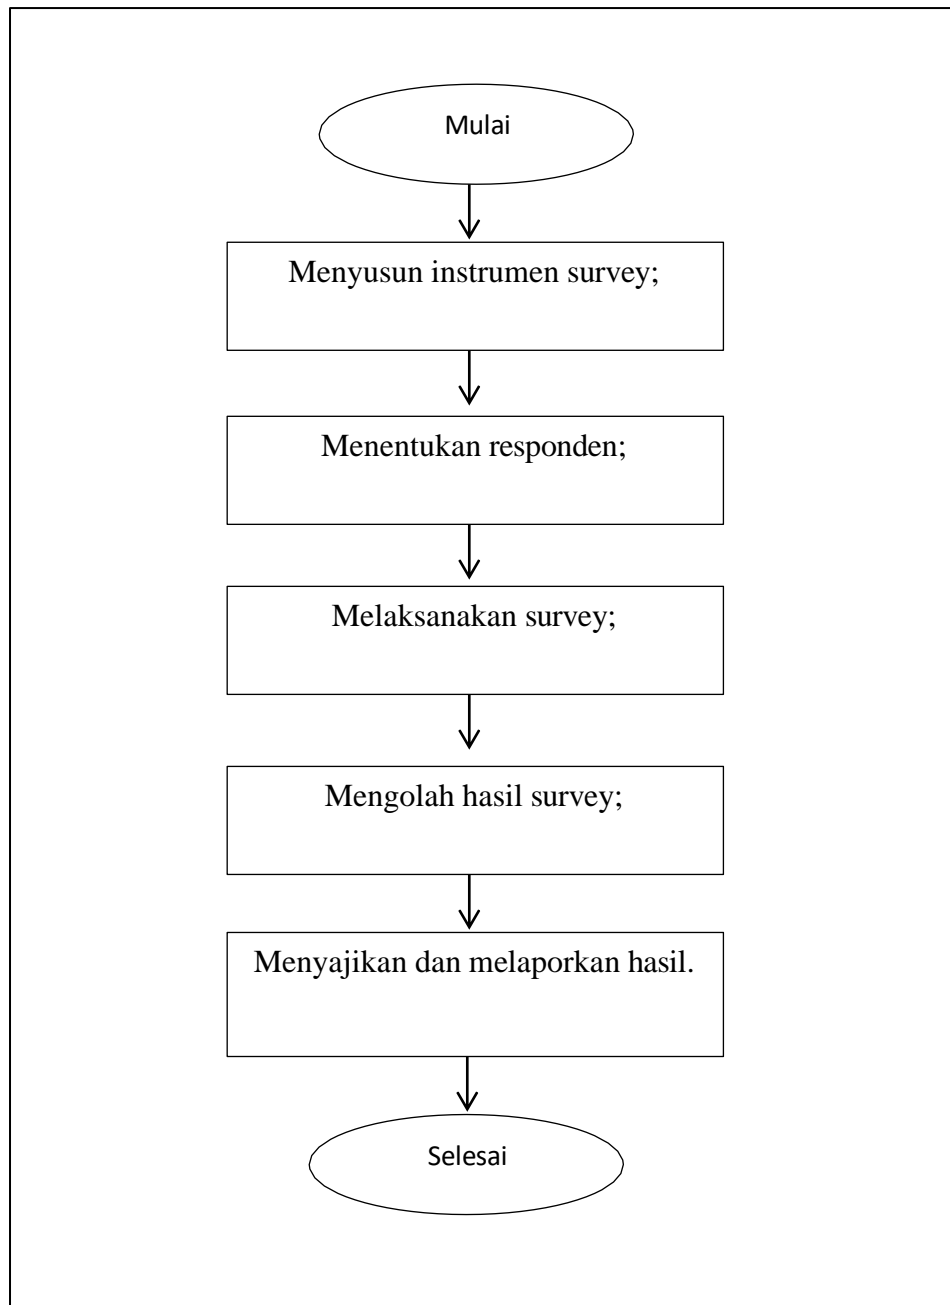 Mulai
Menyusun instrumen survey;
Menentukan responden;
Melaksanakan survey;
Mengolah hasil survey;
Menyajikan dan melaporkan hasil.
Selesai